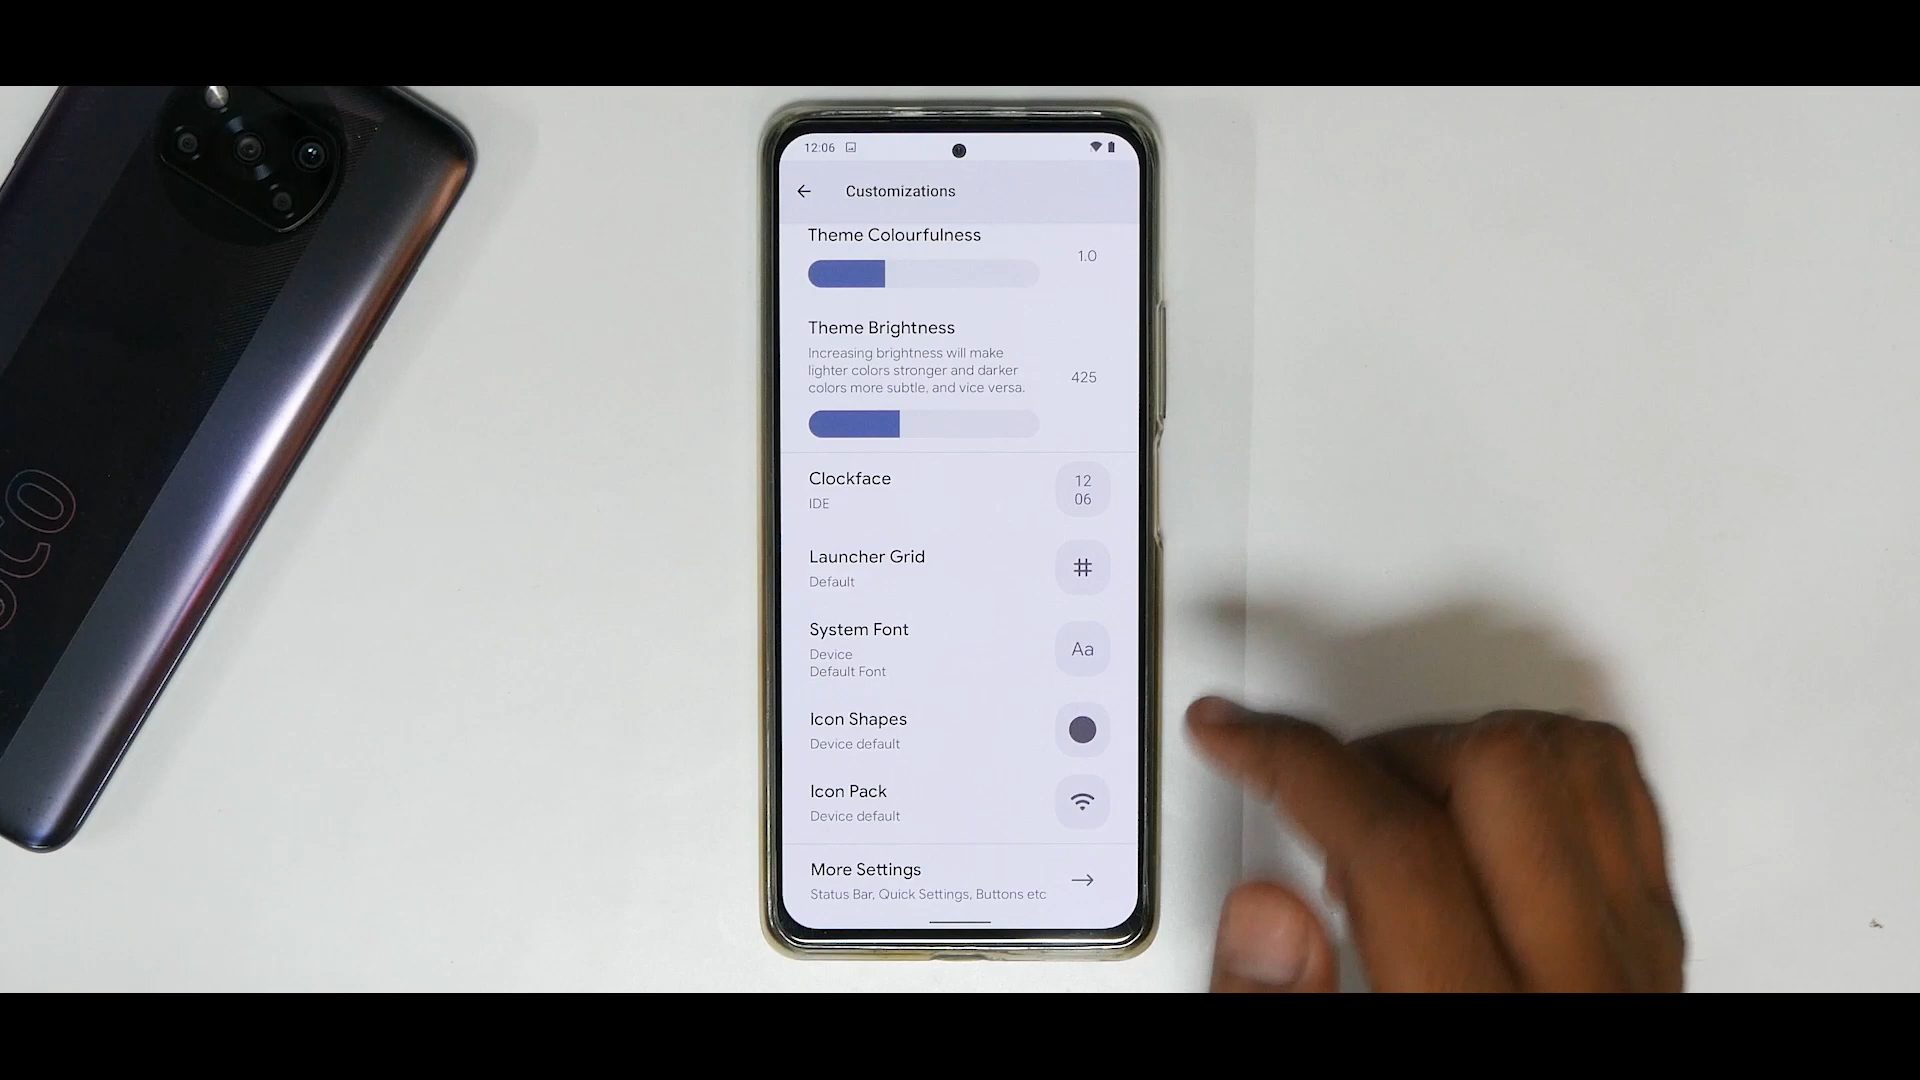 12:06
Customizations
Theme Colourfulness
1.0
Theme Brightness
Increasing brightness will make
lighter colors stronger and darker
colors more subtle, and vice versa.
425
Clockface
IDE
12
06
Launcher Grid
Default
System Font
Device
Default Font
Aa
Icon Shapes
Device default
Icon Pack
Device default
More Settings
Status Bar, Quick Settings, Buttons etc